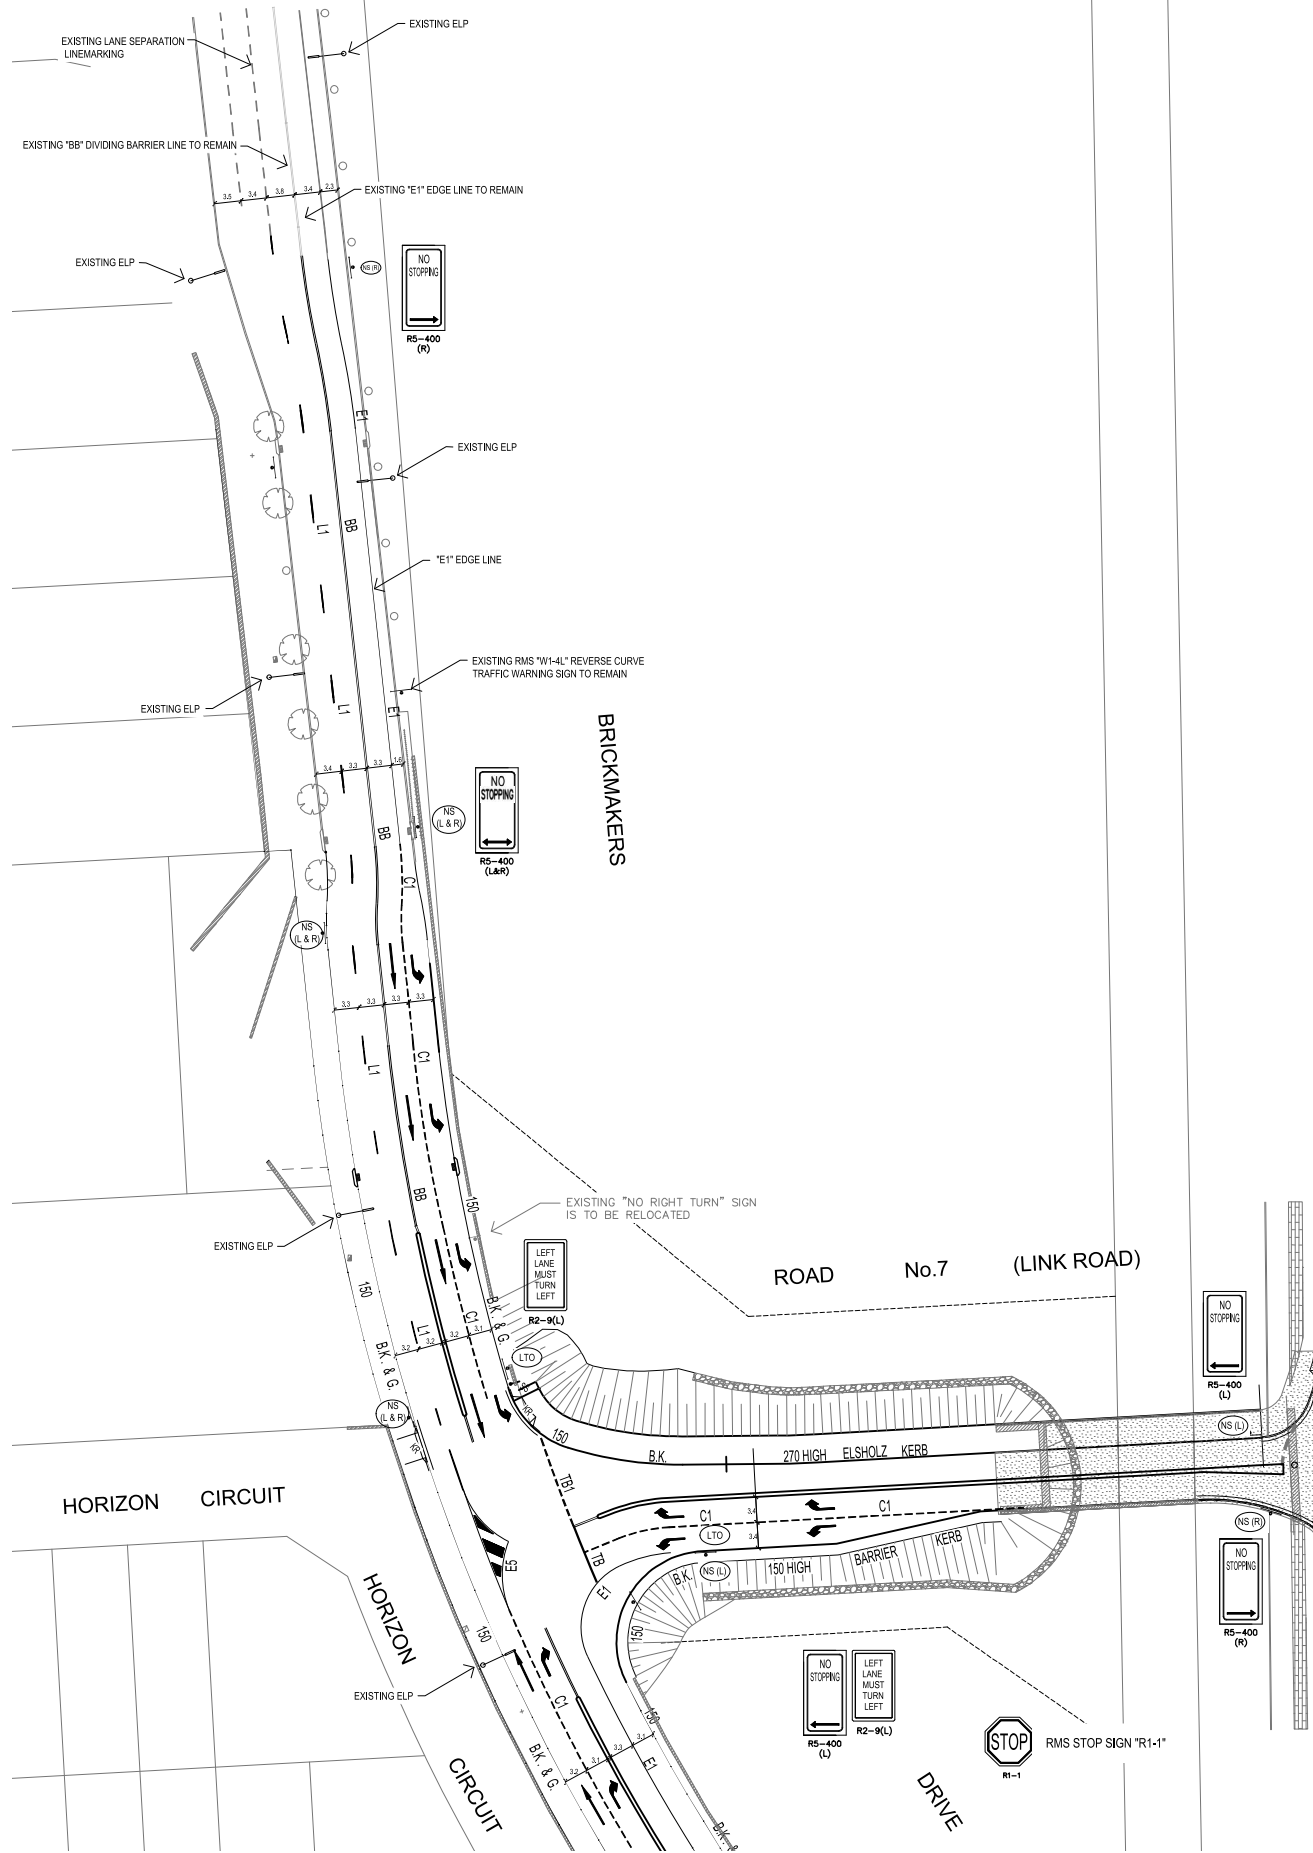 EXISTING ELP
EXISTING LANE SEPARATION
LINEMARKING
EXISTING "BB" DIVIDING BARRIER LINE TO REMAIN
3.5
3.4
3.8
3.4
2.3
EXISTING "E1" EDGE LINE TO REMAIN
EXISTING ELP
NS (R)
NO
STOPPING
R5-400
(R)
E1
EXISTING ELP
L1
BB
"E1" EDGE LINE
EXISTING RMS "W1-4L" REVERSE CURVE
TRAFFIC WARNING SIGN TO REMAIN
EXISTING ELP
L1
E1
BRICKMAKERS
3.4
3.3
3.3
1.6
NO
STOPPING
R5-400
(L&R)
NS
(L & R)
BB
C1
NS
(L & R)
3.3
3.3
3.3
3.3
L1
C1
BB
150
EXISTING "NO RIGHT TURN" SIGN
IS TO BE RELOCATED
EXISTING ELP
LEFT
LANE
MUST
TURN
LEFT
R2-9(L)
ROAD No.7 (LINK ROAD)
150
L1
C1
B.K. & G.
3.2
3.2
3.2
3.1
B.K. & G.
LTO
NO
STOPPING
R5-400
(L)
NS
(L & R)
KR
KR
150
B.K.
270 HIGH ELSHOLZ KERB
NS (L)
HORIZON CIRCUIT
TB1
3.4
C1
C1
LTO
3.4
NS (R)
TB
E1
E5
B.K.
NS (L)
150 HIGH BARRIER KERB
NO
STOPPING
R5-400
(R)
HORIZON
150
150
EXISTING ELP
C1
NO
STOPPING
R5-400
(L)
LEFT
LANE
MUST
TURN
LEFT
R2-9(L)
150
STOP
R1-1
RMS STOP SIGN "R1-1"
B.K. & G.
3.2
3.1
3.3
3.1
E1
CIRCUIT
DRIVE
B.K. &